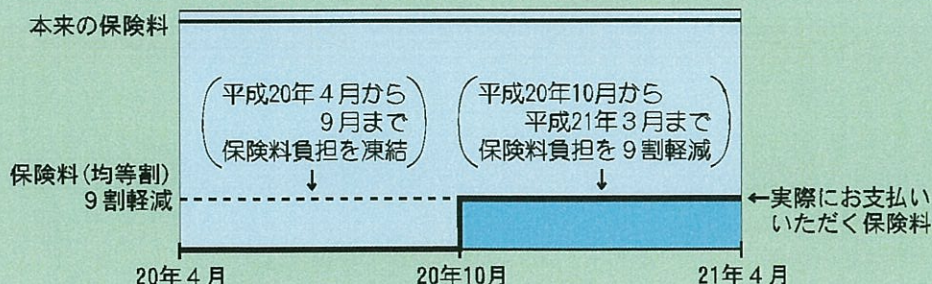 本来の保険料
平成20年4月から
9月まで
保険料負担を凍結
↓
平成20年10月から
平成21年3月まで
保険料負担を9割軽減
↓
保険料(均等割)
9割軽減
←実際にお支払い
いただく保険料
20年4月
20年10月
21年4月